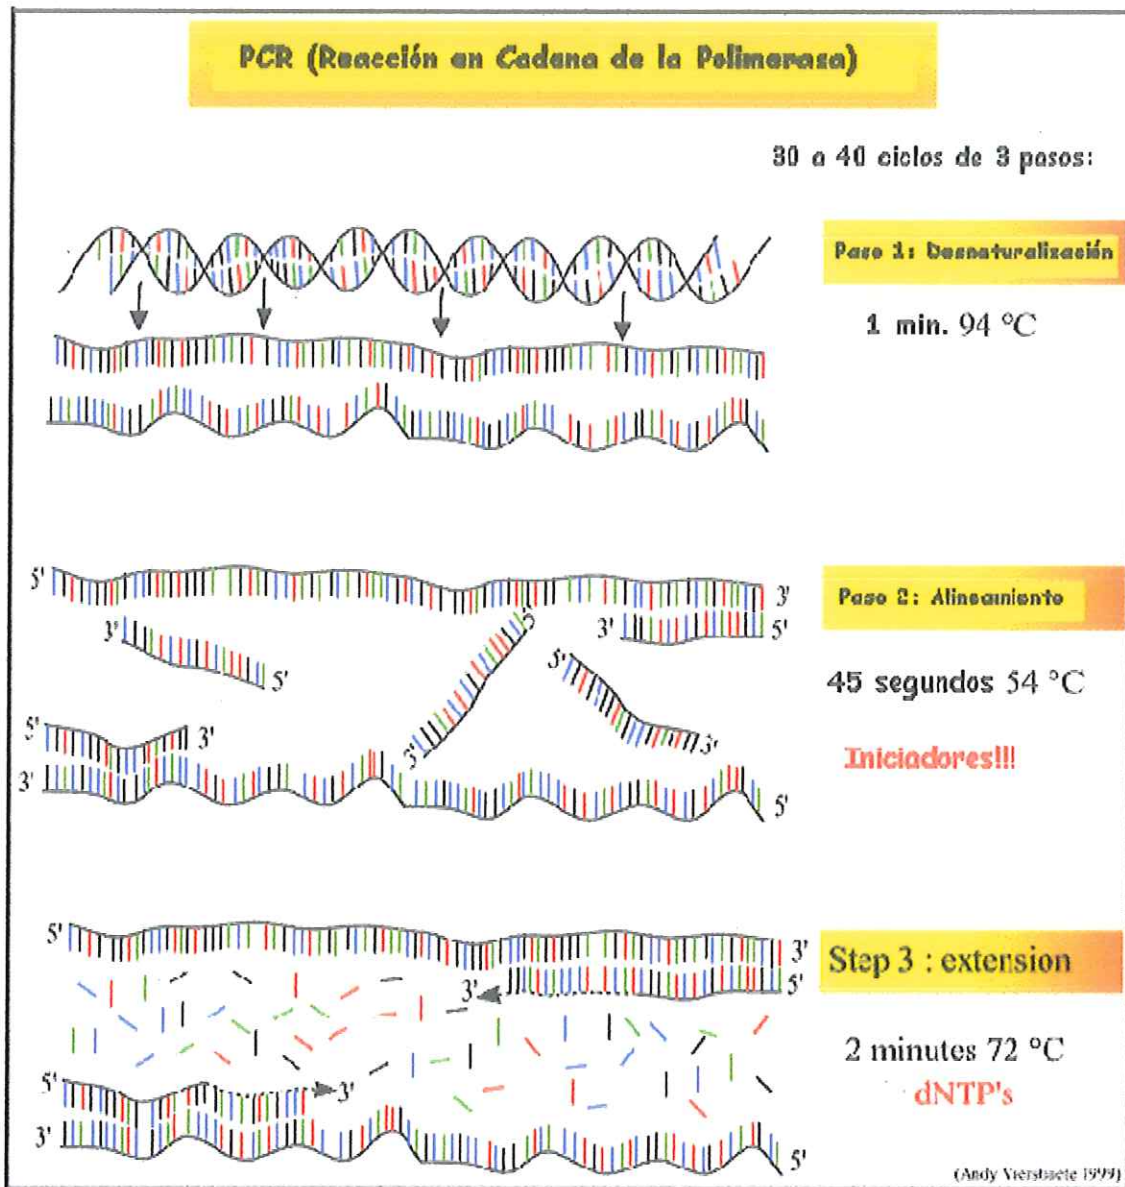 PCR (Reacción en Cadena de la Polimerasa)
30 a 40 ciclos de 3 pasos:
Paso 1: Desnaturalización
1 min. 94 °C
5'
3'
Paso 2: Alineamiento
3'
5'
3'
5'
5'
5'
45 segundos 54 °C
5'
3'
3'
3'
Iniciadores!!!
3'
5'
5'
3'
Step 3 : extension
3'
5'
2 minutes 72 °C
5'
3'
dNTP's
3'
5'
(Andy 1999)